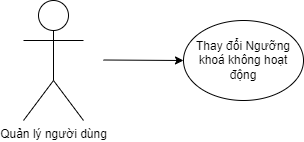 Thay đổi Ngưỡng
khoá không hoạt
động
Quản lý người dùng